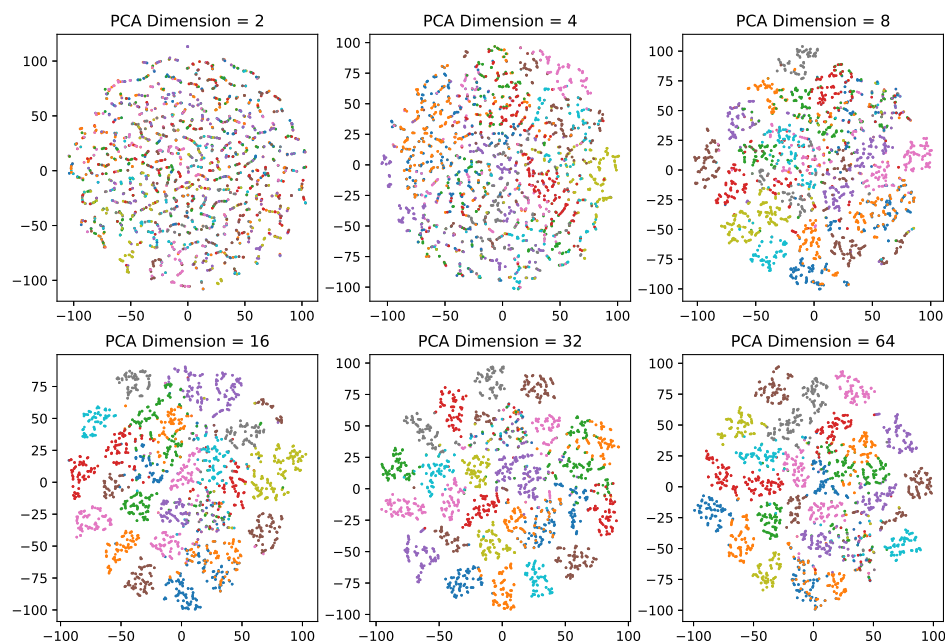 PCA Dimension = 2 PCA Dimension = 4 PCA Dimension = 8
100 100 100
75
50 50 50
25
0 0 0
−25
−50 −50 −50
−75
−100 −100 −100
−100 −50 0 50 100 −100 −50 0 50 100 −100 −50 0 50 100
PCA Dimension = 16 PCA Dimension = 32 PCA Dimension = 64
75 100 100
50 75 75
25 50 50
0 25 25
−25 0 0
−50 −25 −25
−75 −50 −50
−100 −75 −75
−100 −100
−100 −50 0 50 100 −100 −50 0 50 100 −100 −50 0 50 100